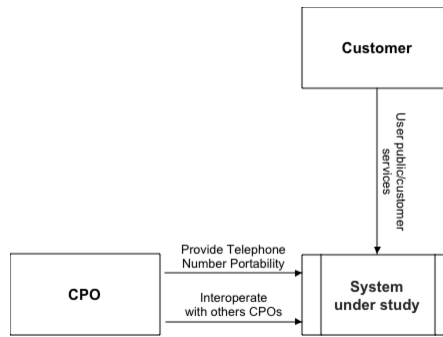 Customer
User public/customer
services
Provide Telephone
Number Portability
CPO
Interoperate
with others CPOs
System
under study